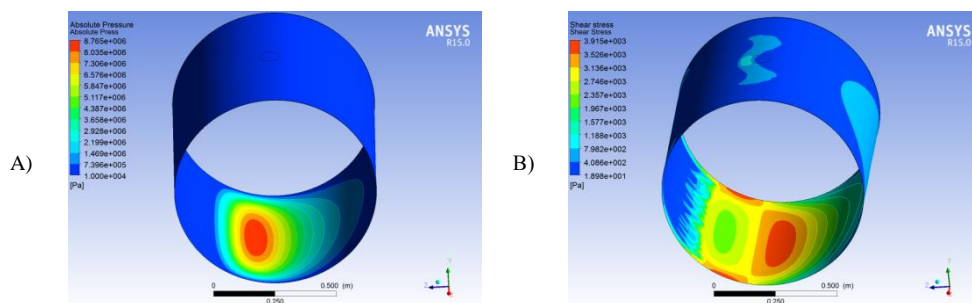 A)
Absolute Pressure
Absolute Press
8.765e+006
8.035e+006
7.306e+006
6.576e+006
5.847e+006
5.117e+006
4.387e+006
3.658e+006
2.928e+006
2.199e+006
1.469e+006
7.396e+005
1.000e+004
[Pa]
ANSYS
R15.0
0 0.500 (m)
0.250
Z
Y
B)
Shear stress
Shear Stress
3.915e+003
3.526e+003
3.136e+003
2.746e+003
2.357e+003
1.967e+003
1.577e+003
1.188e+003
7.982e+002
4.086e+002
1.898e+001
[Pa]
ANSYS
R15.0
0 0.500 (m)
0.250
Z
Y